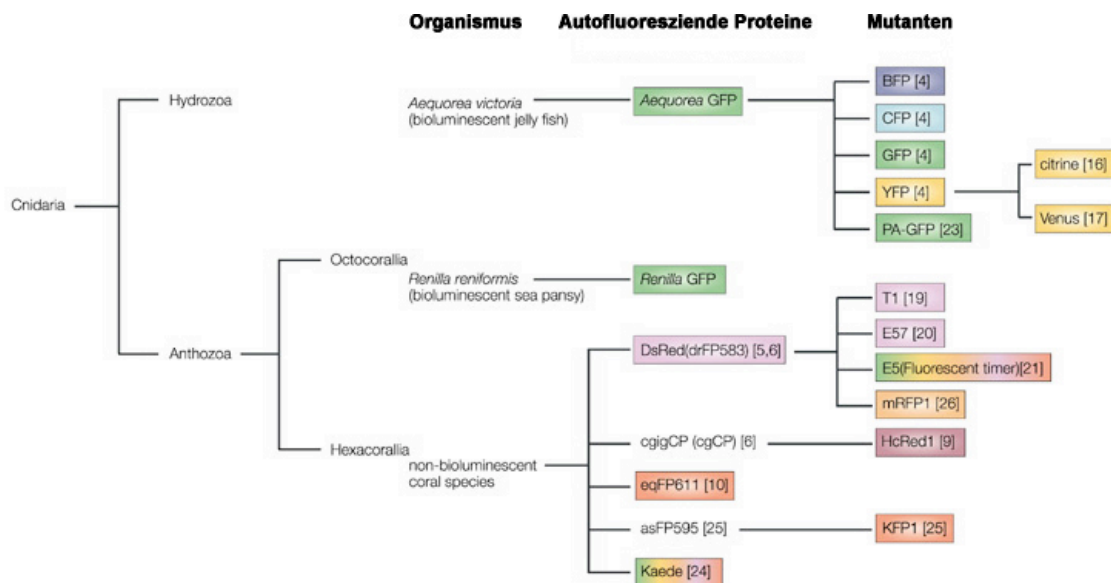 Organismus Autofluoresziende Proteine Mutanten
BFP [4]
Hydrozoa
Aequorea victoria
(bioluminescent jelly fish)
Aequorea GFP
CFP [4]
GFP [4]
citrine [16]
YFP [4]
Cnidaria
Venus [17]
PA-GFP [23]
Octocorallia
Renilla reniformis
(bioluminescent sea pansy)
Renilla GFP
T1 [19]
E57 [20]
Anthozoa
DsRed(drFP583) [5,6]
E5(Fluorescent timer)[21]
mRFP1 [26]
Hexacorallia
cgigCP (cgCP) [6]
HcRed1 [9]
non-bioluminescent
coral species
eqFP611 [10]
asFP595 [25]
KFP1 [25]
Kaede [24]